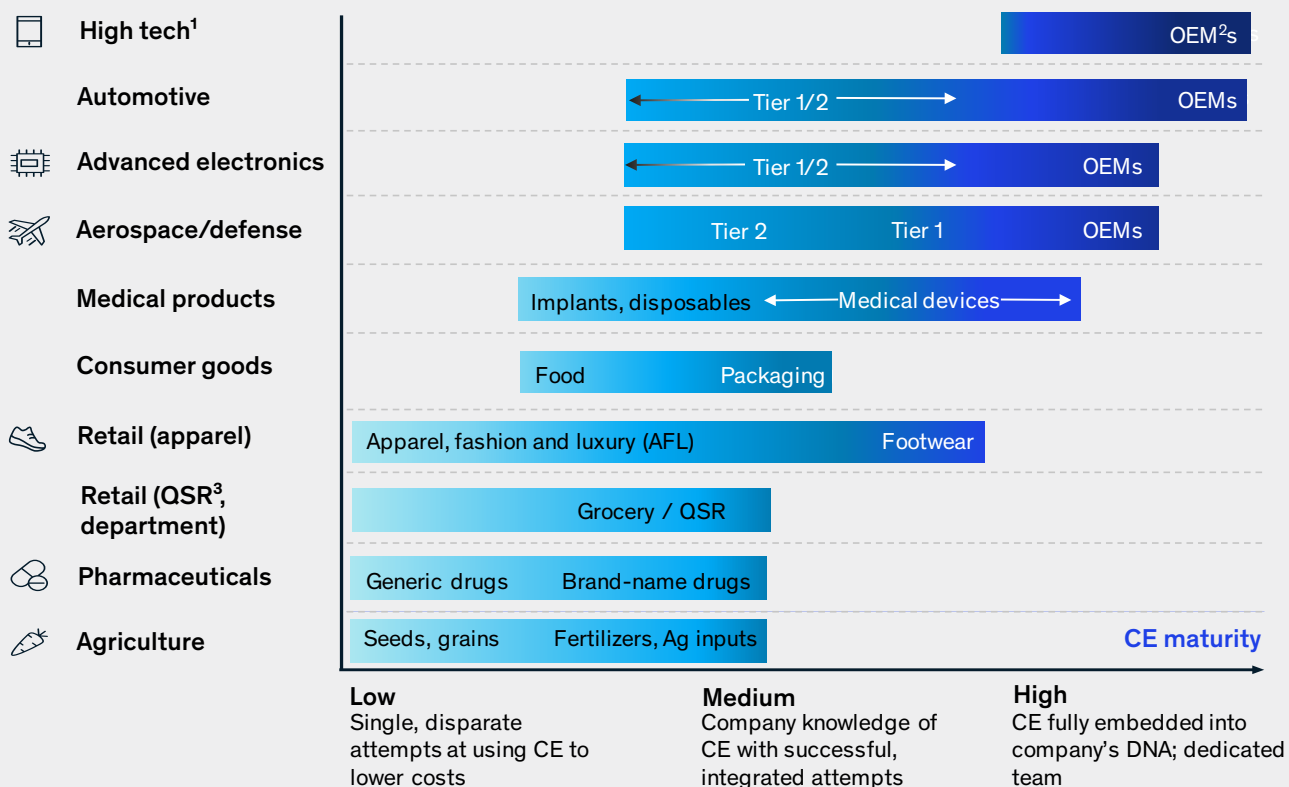 High tech¹
OEM²s
Automotive
Tier 1/2
OEMs
Advanced electronics
Tier 1/2
OEMs
Aerospace/defense
Tier 2
Tier 1
OEMs
Medical products
Implants, disposables
Medical devices
Consumer goods
Food
Packaging
Retail (apparel)
Apparel, fashion and luxury (AFL)
Footwear
Retail (QSR³,
department)
Grocery / QSR
Pharmaceuticals
Generic drugs
Brand-name drugs
Agriculture
Seeds, grains
Fertilizers, Ag inputs
CE maturity
Low
Single, disparate
attempts at using CE to
lower costs
Medium
Company knowledge of
CE with successful,
integrated attempts
High
CE fully embedded into
company’s DNA; dedicated
team